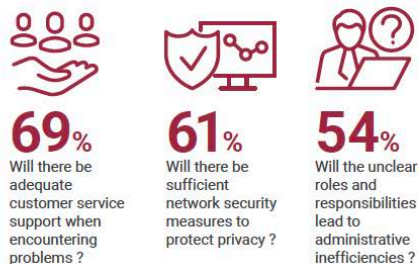 ?
69%
Will there be
adequate
customer service
support when
encountering
problems ?
61%
Will there be
sufficient
network security
measures to
protect privacy ?
54%
Will the unclear
roles and
responsibilities
lead to
administrative
inefficiencies ?